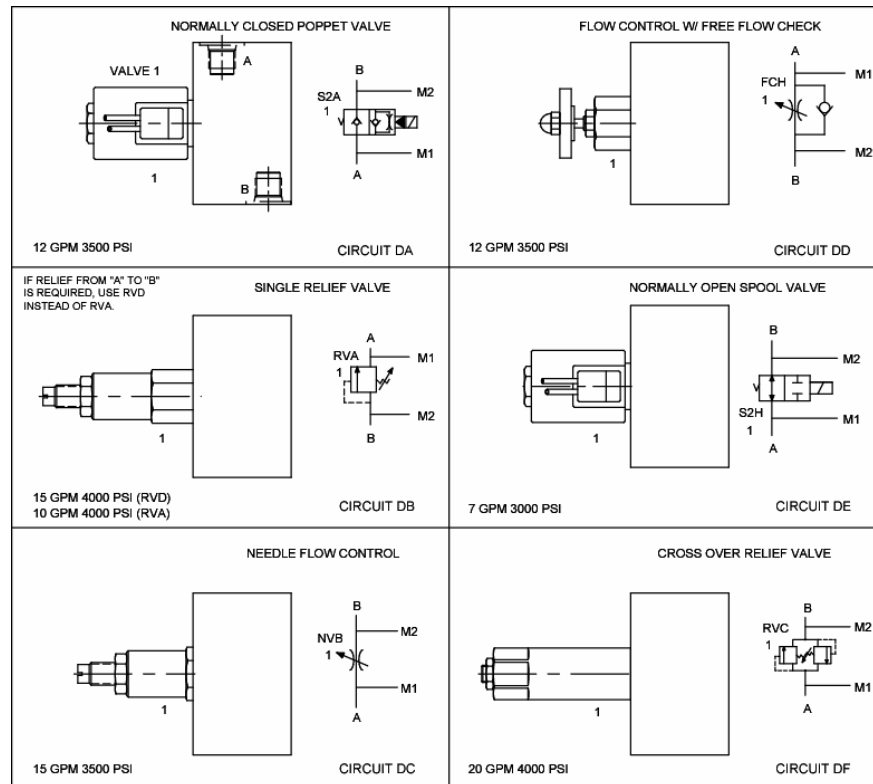 NORMALLY CLOSED POPPET VALVE
VALVE 1
A
B
1
B
M2
S2A
1
M1
A
12 GPM 3500 PSI
CIRCUIT DA
FLOW CONTROL W/ FREE FLOW CHECK
1
A
M1
FCH
1
M2
B
12 GPM 3500 PSI
CIRCUIT DD
IF RELIEF FROM "A" TO "B"
IS REQUIRED, USE RVD
INSTEAD OF RVA.
SINGLE RELIEF VALVE
1
A
RVA
M1
1
M2
B
15 GPM 4000 PSI (RVD)
10 GPM 4000 PSI (RVA)
CIRCUIT DB
NORMALLY OPEN SPOOL VALVE
1
B
M2
S2H
M1
1
A
7 GPM 3000 PSI
CIRCUIT DE
NEEDLE FLOW CONTROL
1
B
M2
NVB
1
M1
A
15 GPM 3500 PSI
CIRCUIT DC
CROSS OVER RELIEF VALVE
1
B
M2
RVC
1
M1
A
20 GPM 4000 PSI
CIRCUIT DF